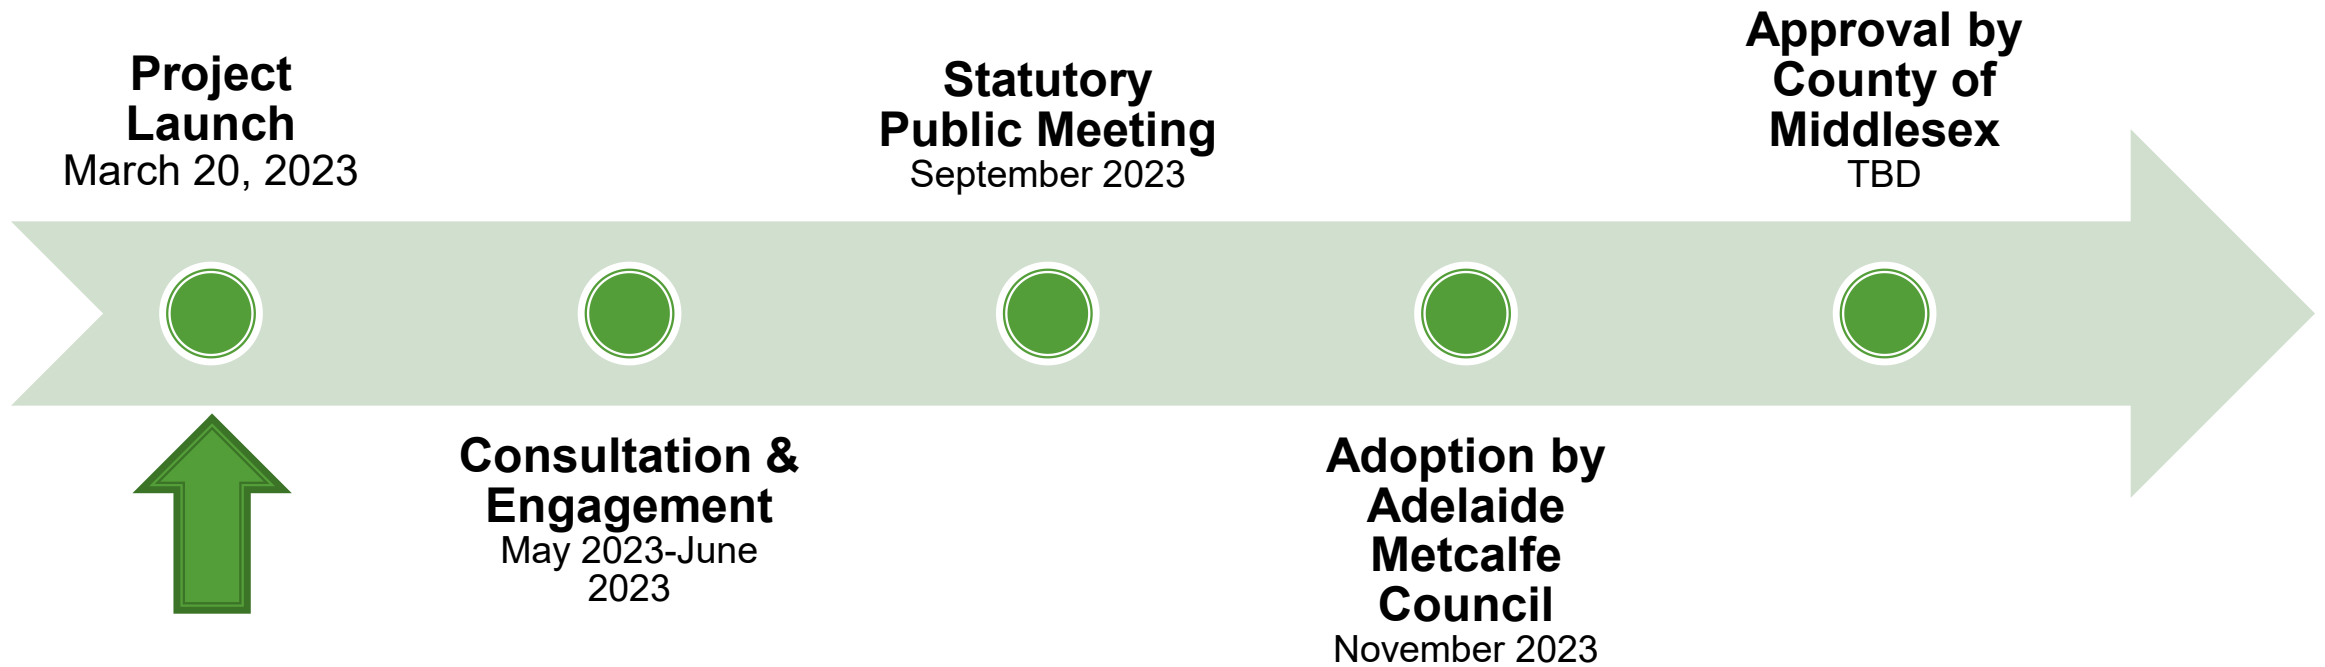 Project
Launch
March 20, 2023
Consultation &
Engagement
May 2023-June
2023
Statutory
Public Meeting
September 2023
Adoption by
Adelaide
Metcalfe
Council
November 2023
Approval by
County of
Middlesex
TBD